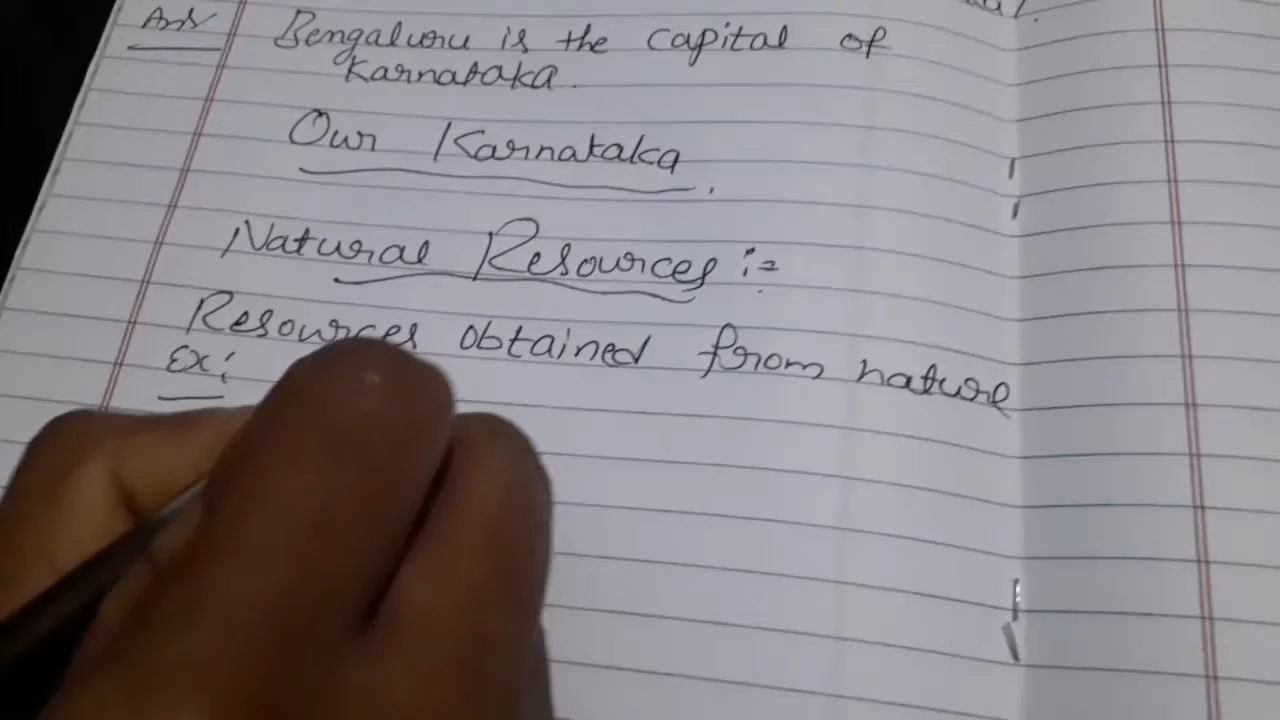 Ans Bengaluru is the capital of
Karnataka.
Our Karnataka.
Natural Resources :-
Resources obtained from nature
Ex: